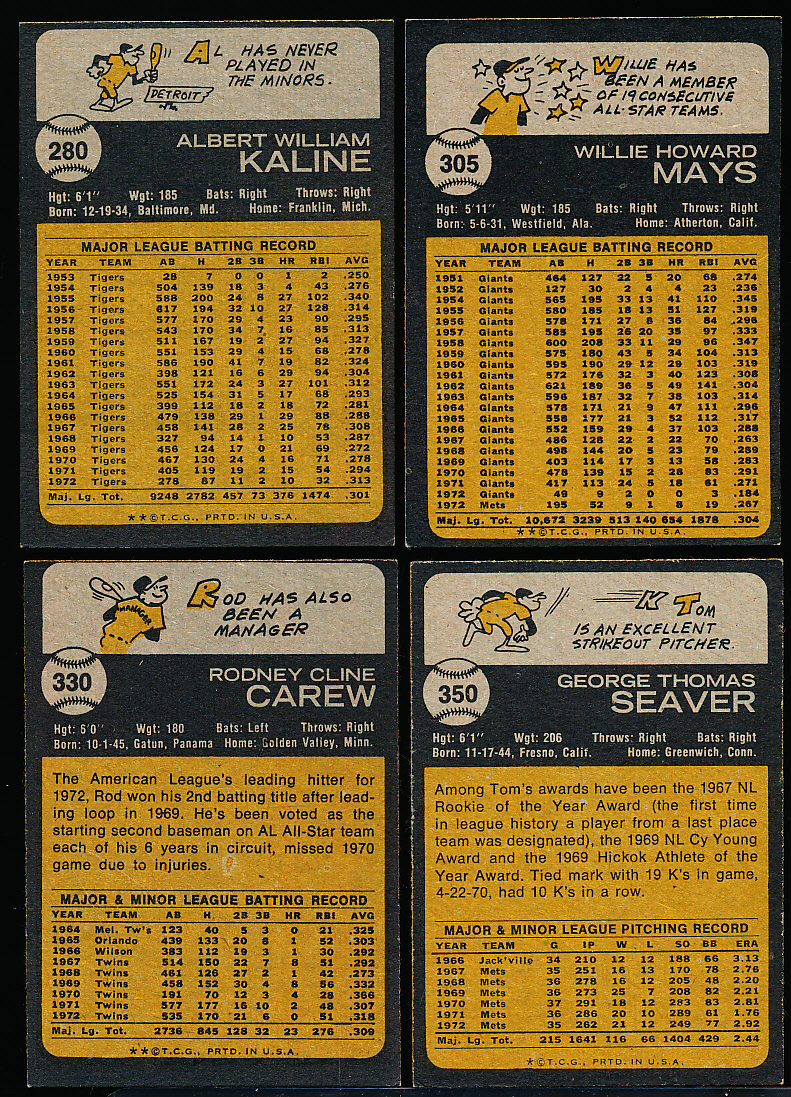 AL HAS NEVER
PLAYED IN
THE MINORS.
DETROIT
280
ALBERT WILLIAM
KALINE
Hgt: 6'1" Wgt: 185 Bats: Right Throws: Right
Born: 12-19-34, Baltimore, Md. Home: Franklin, Mich.
MAJOR LEAGUE BATTING RECORD
YEAR TEAM AB H 2B 3B HR RBI AVG
1953 Tigers 28 7 0 0 1 2 .250
1954 Tigers 504 139 18 3 4 43 .276
1955 Tigers 588 200 24 8 27 102 .340
1956 Tigers 617 194 32 10 27 128 .314
1957 Tigers 577 170 29 4 23 90 .295
1958 Tigers 543 170 34 7 16 85 .313
1959 Tigers 511 167 19 2 27 94 .327
1960 Tigers 551 153 29 4 15 68 .278
1961 Tigers 586 190 41 7 19 82 .324
1962 Tigers 398 121 16 6 29 94 .304
1963 Tigers 551 172 24 3 27 101 .312
1964 Tigers 525 154 31 5 17 68 .293
1965 Tigers 399 112 18 2 18 72 .281
1966 Tigers 479 138 29 1 29 88 .288
1967 Tigers 458 141 28 2 25 78 .308
1968 Tigers 327 94 14 1 10 53 .287
1969 Tigers 456 124 17 0 21 69 .272
1970 Tigers 467 130 24 4 16 71 .278
1971 Tigers 405 119 19 2 15 54 .294
1972 Tigers 278 87 11 2 10 32 .313
Maj. Lg. Tot. 9248 2782 457 73 376 1474 .301
**©T.C.G., PRTD. IN U.S.A.
WILLIE HAS
BEEN A MEMBER
OF 19 CONSECUTIVE
ALL-STAR TEAMS.
305
WILLIE HOWARD
MAYS
Hgt: 5'11" Wgt: 185 Bats: Right Throws: Right
Born: 5-6-31, Westfield, Ala. Home: Atherton, Calif.
MAJOR LEAGUE BATTING RECORD
YEAR TEAM AB H 2B 3B HR RBI AVG
1951 Giants 464 127 22 5 20 68 .274
1952 Giants 127 30 2 4 4 23 .236
1954 Giants 565 195 33 13 41 110 .345
1955 Giants 580 185 18 13 51 127 .319
1956 Giants 578 171 27 8 36 84 .296
1957 Giants 585 195 26 20 35 97 .333
1958 Giants 600 208 33 11 29 96 .347
1959 Giants 575 180 43 5 34 104 .313
1960 Giants 595 190 29 12 29 103 .319
1961 Giants 572 176 32 3 40 123 .308
1962 Giants 621 189 36 5 49 141 .304
1963 Giants 596 187 32 7 38 103 .314
1964 Giants 578 171 21 9 47 111 .296
1965 Giants 558 177 21 3 52 112 .317
1966 Giants 552 159 29 4 37 103 .288
1967 Giants 486 128 22 2 22 70 .263
1968 Giants 498 144 20 5 23 79 .289
1969 Giants 403 114 17 3 13 58 .283
1970 Giants 478 139 15 2 28 83 .291
1971 Giants 417 113 24 5 18 61 .271
1972 Giants 49 9 2 0 0 3 .184
1972 Mets 195 52 9 1 8 19 .267
Maj. Lg. Tot. 10,672 3239 513 140 654 1878 .304
**©T.C.G., PRTD. IN U.S.A.
MANAGER
ROD HAS ALSO
BEEN A
MANAGER
330
RODNEY CLINE
CAREW
Hgt: 6'0" Wgt: 180 Bats: Left Throws: Right
Born: 10-1-45, Gatun, Panama Home: Golden Valley, Minn.
The American League's leading hitter for
1972, Rod won his 2nd batting title after lead-
ing loop in 1969. He's been voted as the
starting second baseman on AL All-Star team
each of his 6 years in circuit, missed 1970
game due to injuries.
MAJOR & MINOR LEAGUE BATTING RECORD
YEAR TEAM AB H 2B 3B HR RBI AVG
1964 Mel. Tw's 123 40 5 3 0 21 .325
1965 Orlando 439 133 20 8 1 52 .303
1966 Wilson 383 112 19 3 1 30 .292
1967 Twins 514 150 22 7 8 51 .292
1968 Twins 461 126 27 2 1 42 .273
1969 Twins 458 152 30 4 8 56 .332
1970 Twins 191 70 12 3 4 28 .366
1971 Twins 577 177 16 10 2 48 .307
1972 Twins 535 170 21 6 0 51 .318
Maj. Lg. Tot. 2736 845 128 32 23 276 .309
**©T.C.G., PRTD. IN U.S.A.
K TOM
IS AN EXCELLENT
STRIKEOUT PITCHER.
350
GEORGE THOMAS
SEAVER
Hgt: 6'1" Wgt: 206 Throws: Right Bats: Right
Born: 11-17-44, Fresno, Calif. Home: Greenwich, Conn.
Among Tom's awards have been the 1967 NL
Rookie of the Year Award (the first time
in league history a player from a last place
team was designated), the 1969 NL Cy Young
Award and the 1969 Hickok Athlete of the
Year Award. Tied mark with 19 K's in game,
4-22-70, had 10 K's in a row.
MAJOR & MINOR LEAGUE PITCHING RECORD
YEAR TEAM G IP W L SO BB ERA
1966 Jack'ville 34 210 12 12 188 66 3.13
1967 Mets 35 251 16 13 170 78 2.76
1968 Mets 36 278 16 12 205 48 2.20
1969 Mets 36 273 25 7 208 82 2.21
1970 Mets 37 291 18 12 283 83 2.81
1971 Mets 36 286 20 10 289 61 1.76
1972 Mets 35 262 21 12 249 77 2.92
Maj. Lg. Tot. 215 1641 116 66 1404 429 2.44
*©T.C.G., PRTD. IN U.S.A.